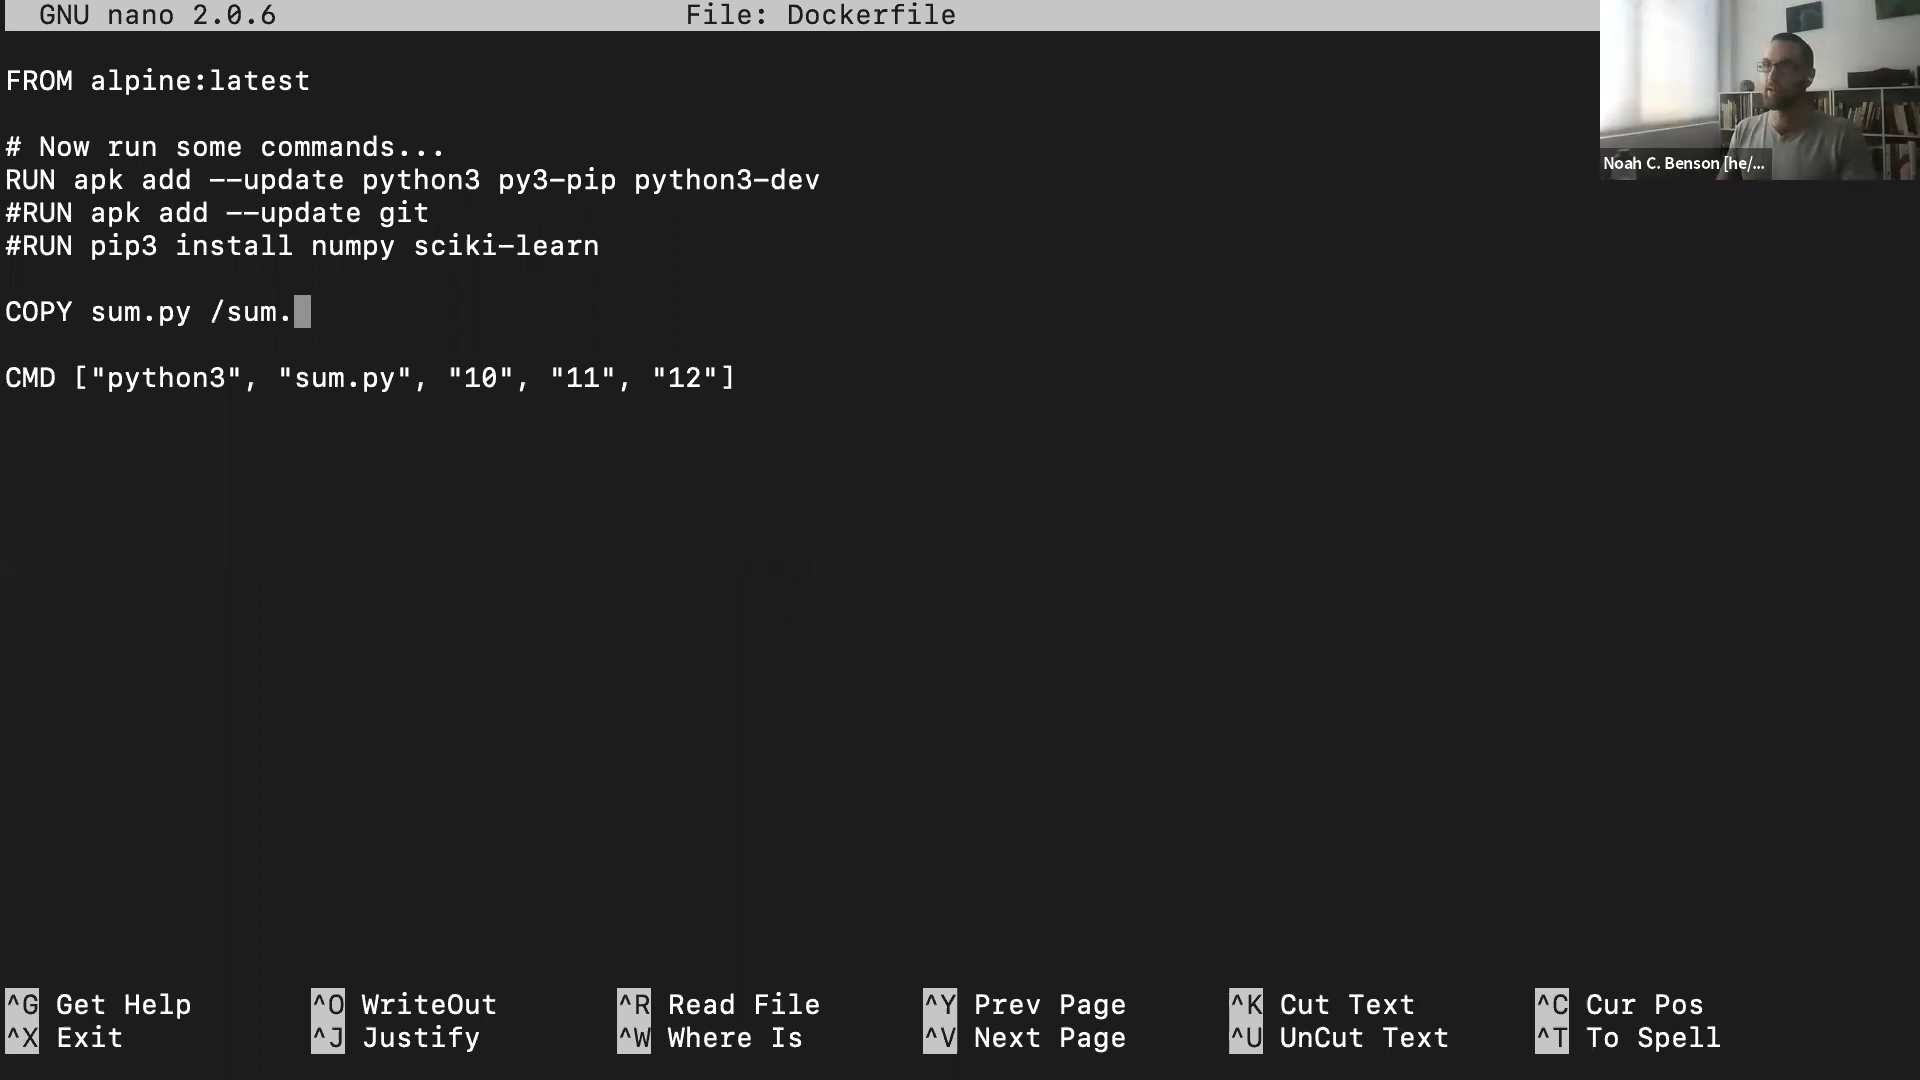 GNU nano 2.0.6 File: Dockerfile
FROM alpine:latest
# Now run some commands...
RUN apk add --update python3 py3-pip python3-dev
#RUN apk add --update git
#RUN pip3 install numpy sciki-learn
COPY sum.py /sum.
CMD ["python3", "sum.py", "10", "11", "12"]
Noah C. Benson [he/...
^G Get Help ^O WriteOut ^R Read File ^Y Prev Page ^K Cut Text ^C Cur Pos
^X Exit ^J Justify ^W Where Is ^V Next Page ^U UnCut Text ^T To Spell